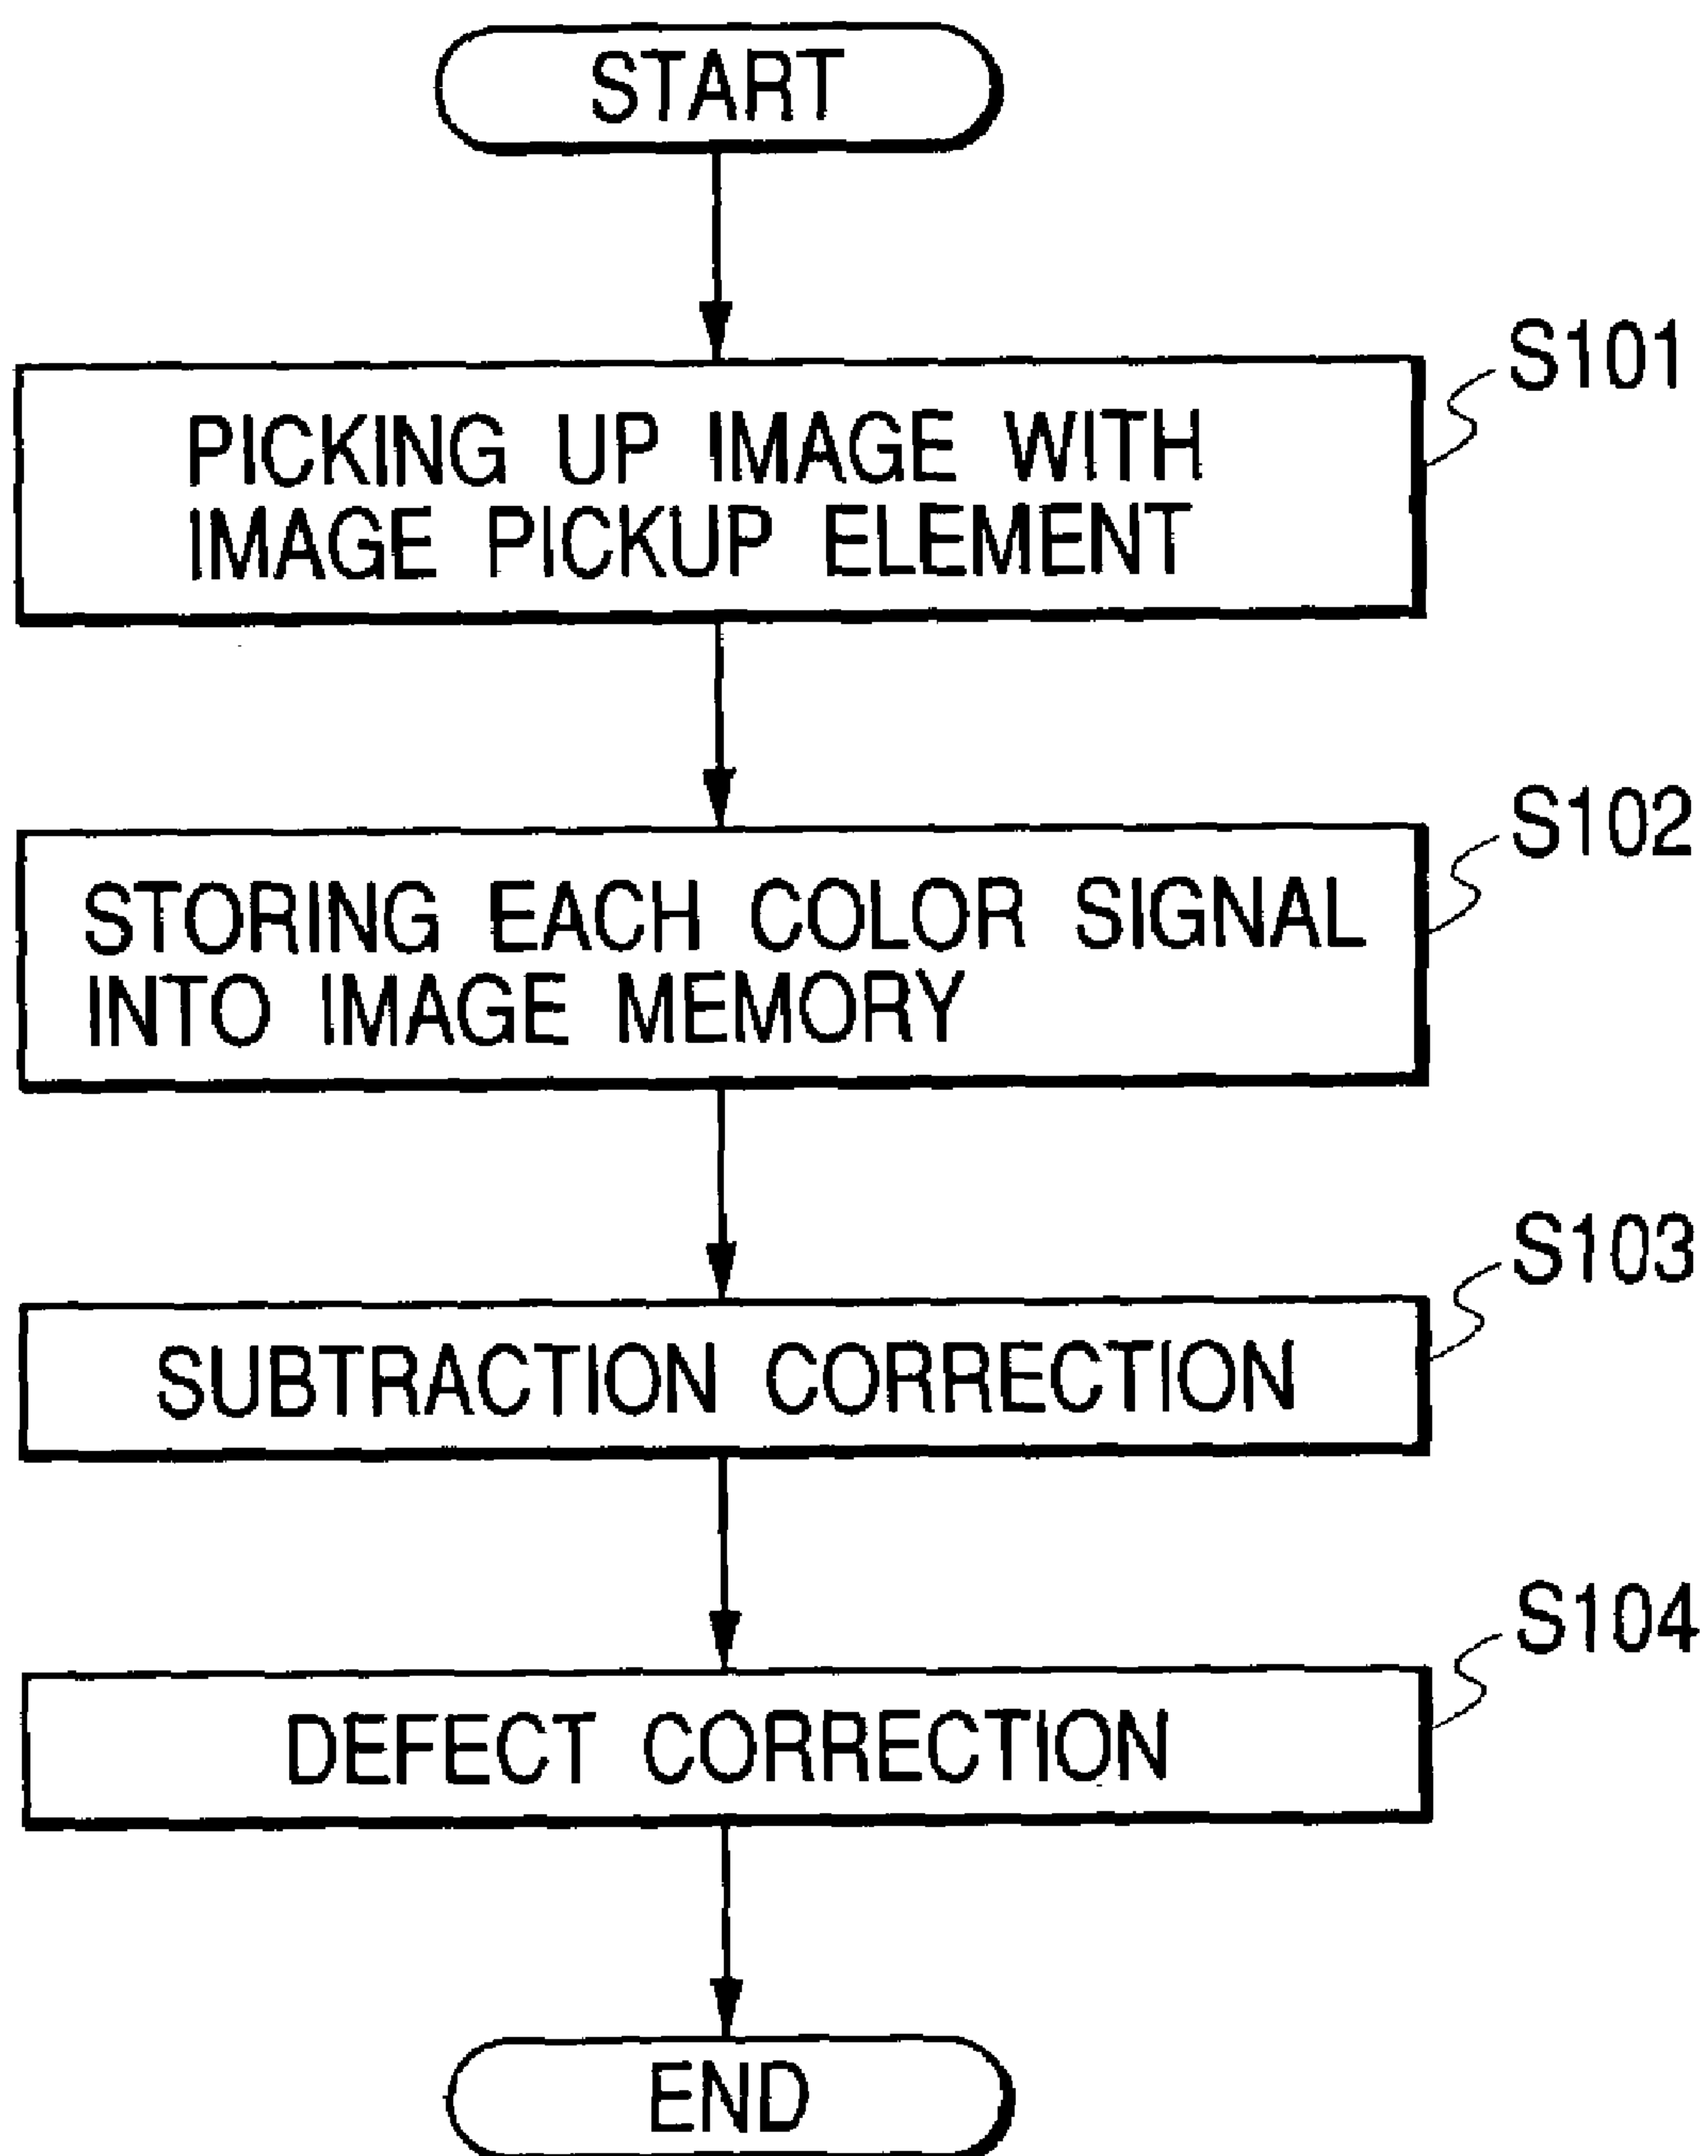 START
S101
PICKING UP IMAGE WITH
IMAGE PICKUP ELEMENT
S102
STORING EACH COLOR SIGNAL
INTO IMAGE MEMORY
S103
SUBTRACTION CORRECTION
S104
DEFECT CORRECTION
END